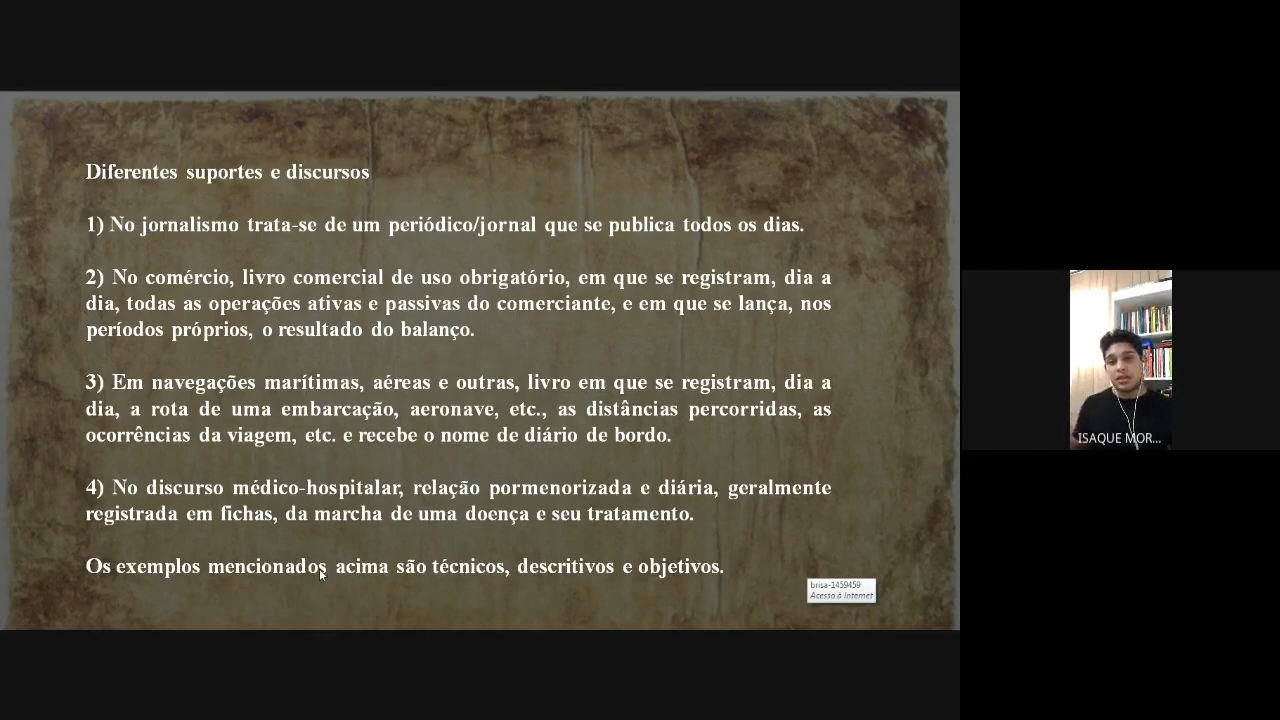 Diferentes suportes e discursos
1) No jornalismo trata-se de um periódico/jornal que se publica todos os dias.
2) No comércio, livro comercial de uso obrigatório, em que se registram, dia a
dia, todas as operações ativas e passivas do comerciante, e em que se lança, nos
períodos próprios, o resultado do balanço.
3) Em navegações marítimas, aéreas e outras, livro em que se registram, dia a
dia, a rota de uma embarcação, aeronave, etc., as distâncias percorridas, as
ocorrências da viagem, etc. e recebe o nome de diário de bordo.
4) No discurso médico-hospitalar, relação pormenorizada e diária, geralmente
registrada em fichas, da marcha de uma doença e seu tratamento.
Os exemplos mencionados acima são técnicos, descritivos e objetivos.
brisa-1459459
Acesso à Internet
ISAQUE MOR...